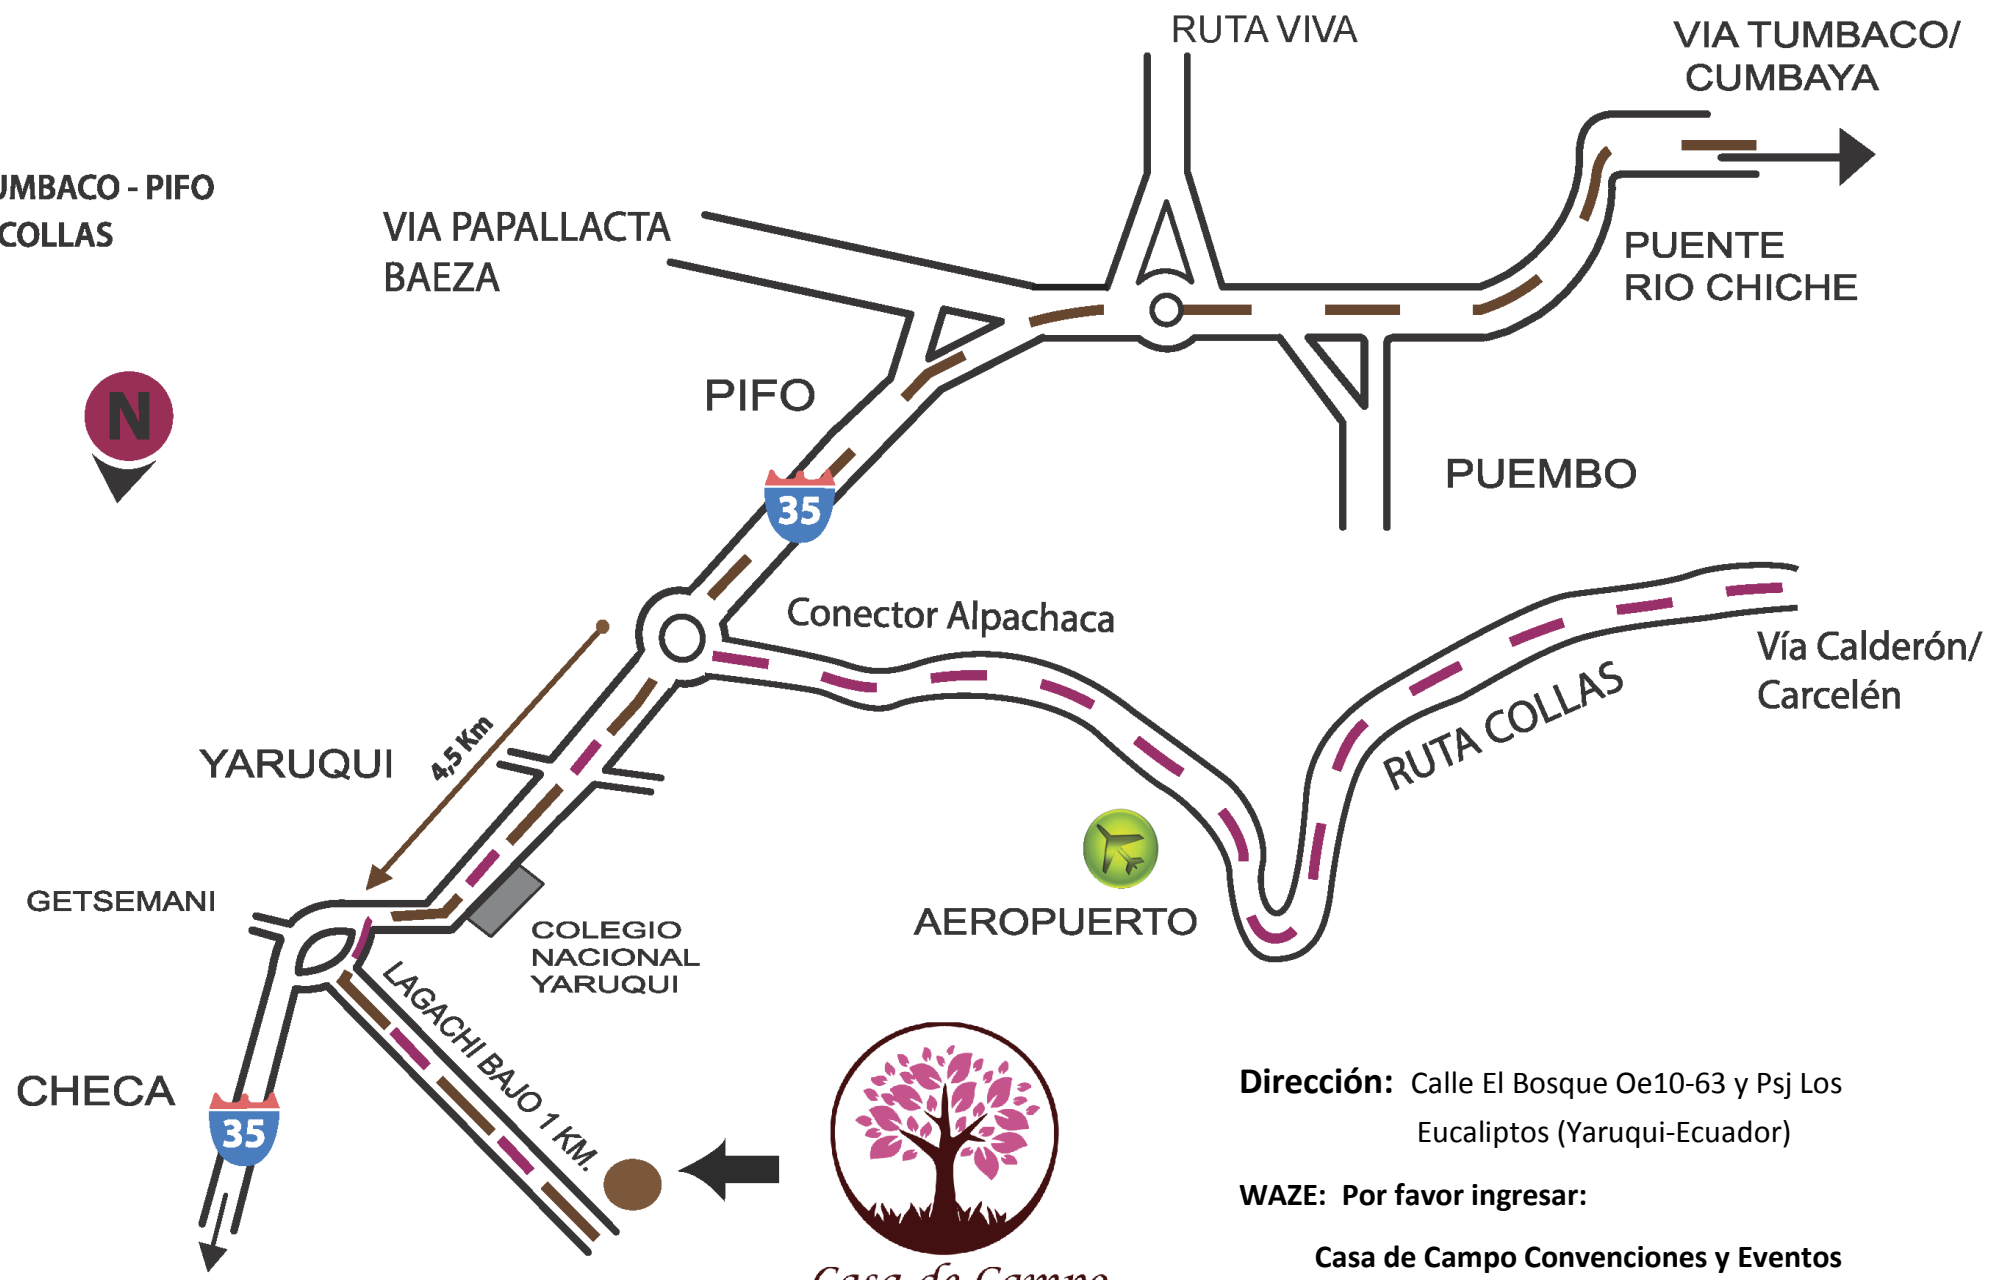 RUTA VIVA
VIA TUMBACO/
CUMBAYA
UMBACO - PIFO
COLLAS
VIA PAPALLACTA
BAEZA
PUENTE
RIO CHICHE
N
PIFO
PUEMBO
35
Conector Alpachaca
Vía Calderón/
Carcelén
RUTA COLLAS
YARUQUI
4,5 Km
GETSEMANI
AEROPUERTO
COLEGIO
NACIONAL
YARUQUI
LAGACHI BAJO 1 KM.
CHECA
35
Dirección: Calle El Bosque Oe10-63 y Psj Los
Eucaliptos (Yaruqui-Ecuador)
WAZE: Por favor ingresar:
Casa de Campo Convenciones y Eventos
Casa de Campo